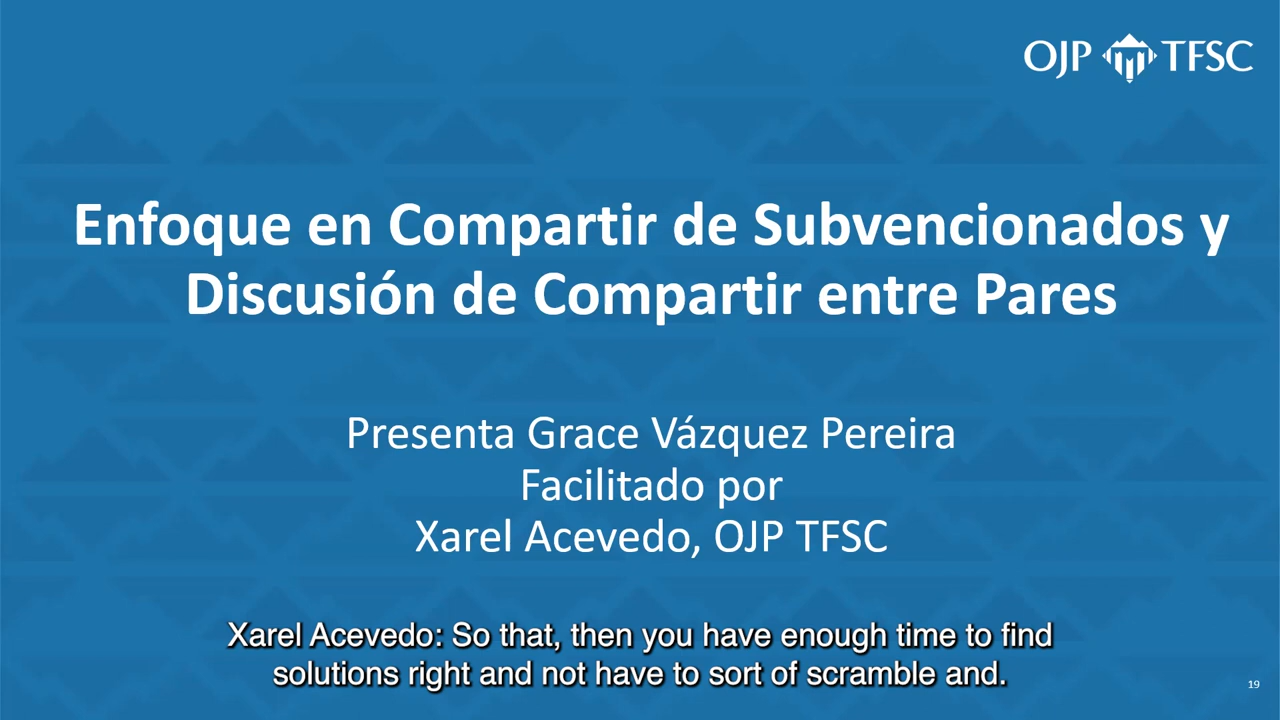 OJP TFSC
Enfoque en Compartir de Subvencionados y
Discusión de Compartir entre Pares
Presenta Grace Vázquez Pereira
Facilitado por
Xarel Acevedo, OJP TFSC
Xarel Acevedo: So that, then you have enough time to find
solutions right and not have to sort of scramble and.
19